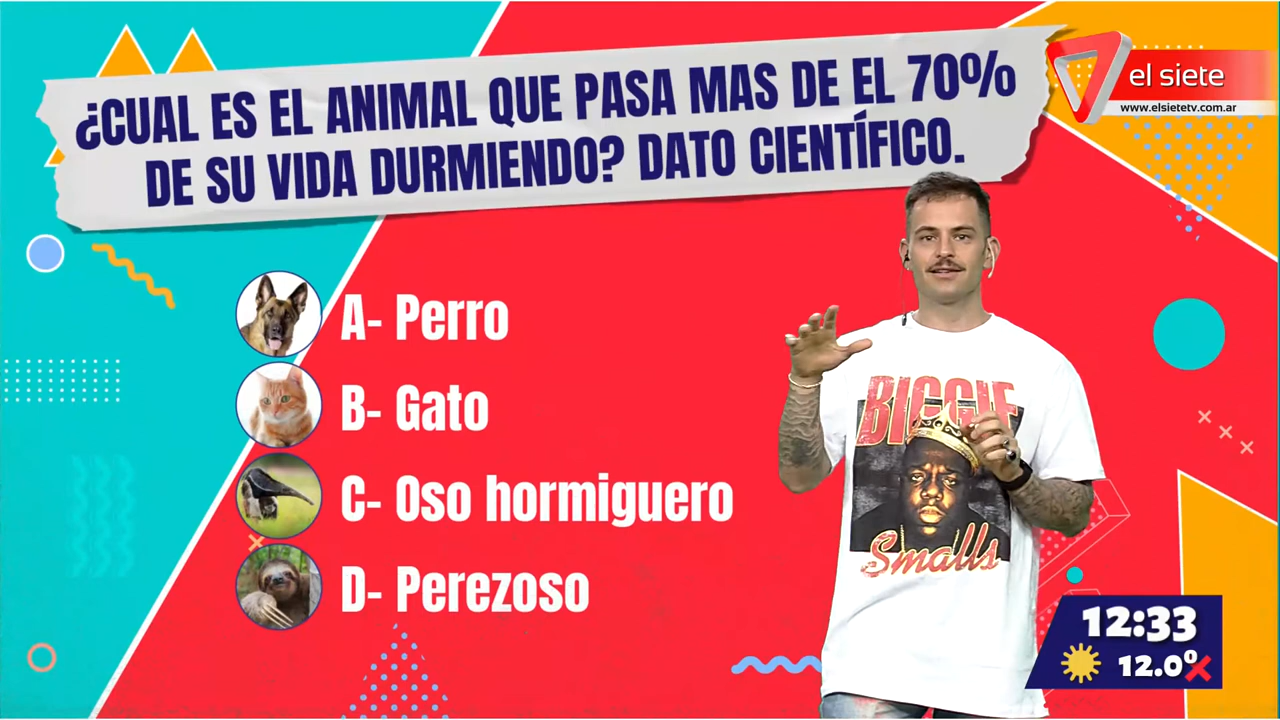 ¿CUAL ES EL ANIMAL QUE PASA MAS DE EL 70%
DE SU VIDA DURMIENDO? DATO CIENTÍFICO.
el siete
www.elsietetv.com.ar
A- Perro
B- Gato
C- Oso hormiguero
D- Perezoso
BIGGIE
Smalls
12:33
12.0º